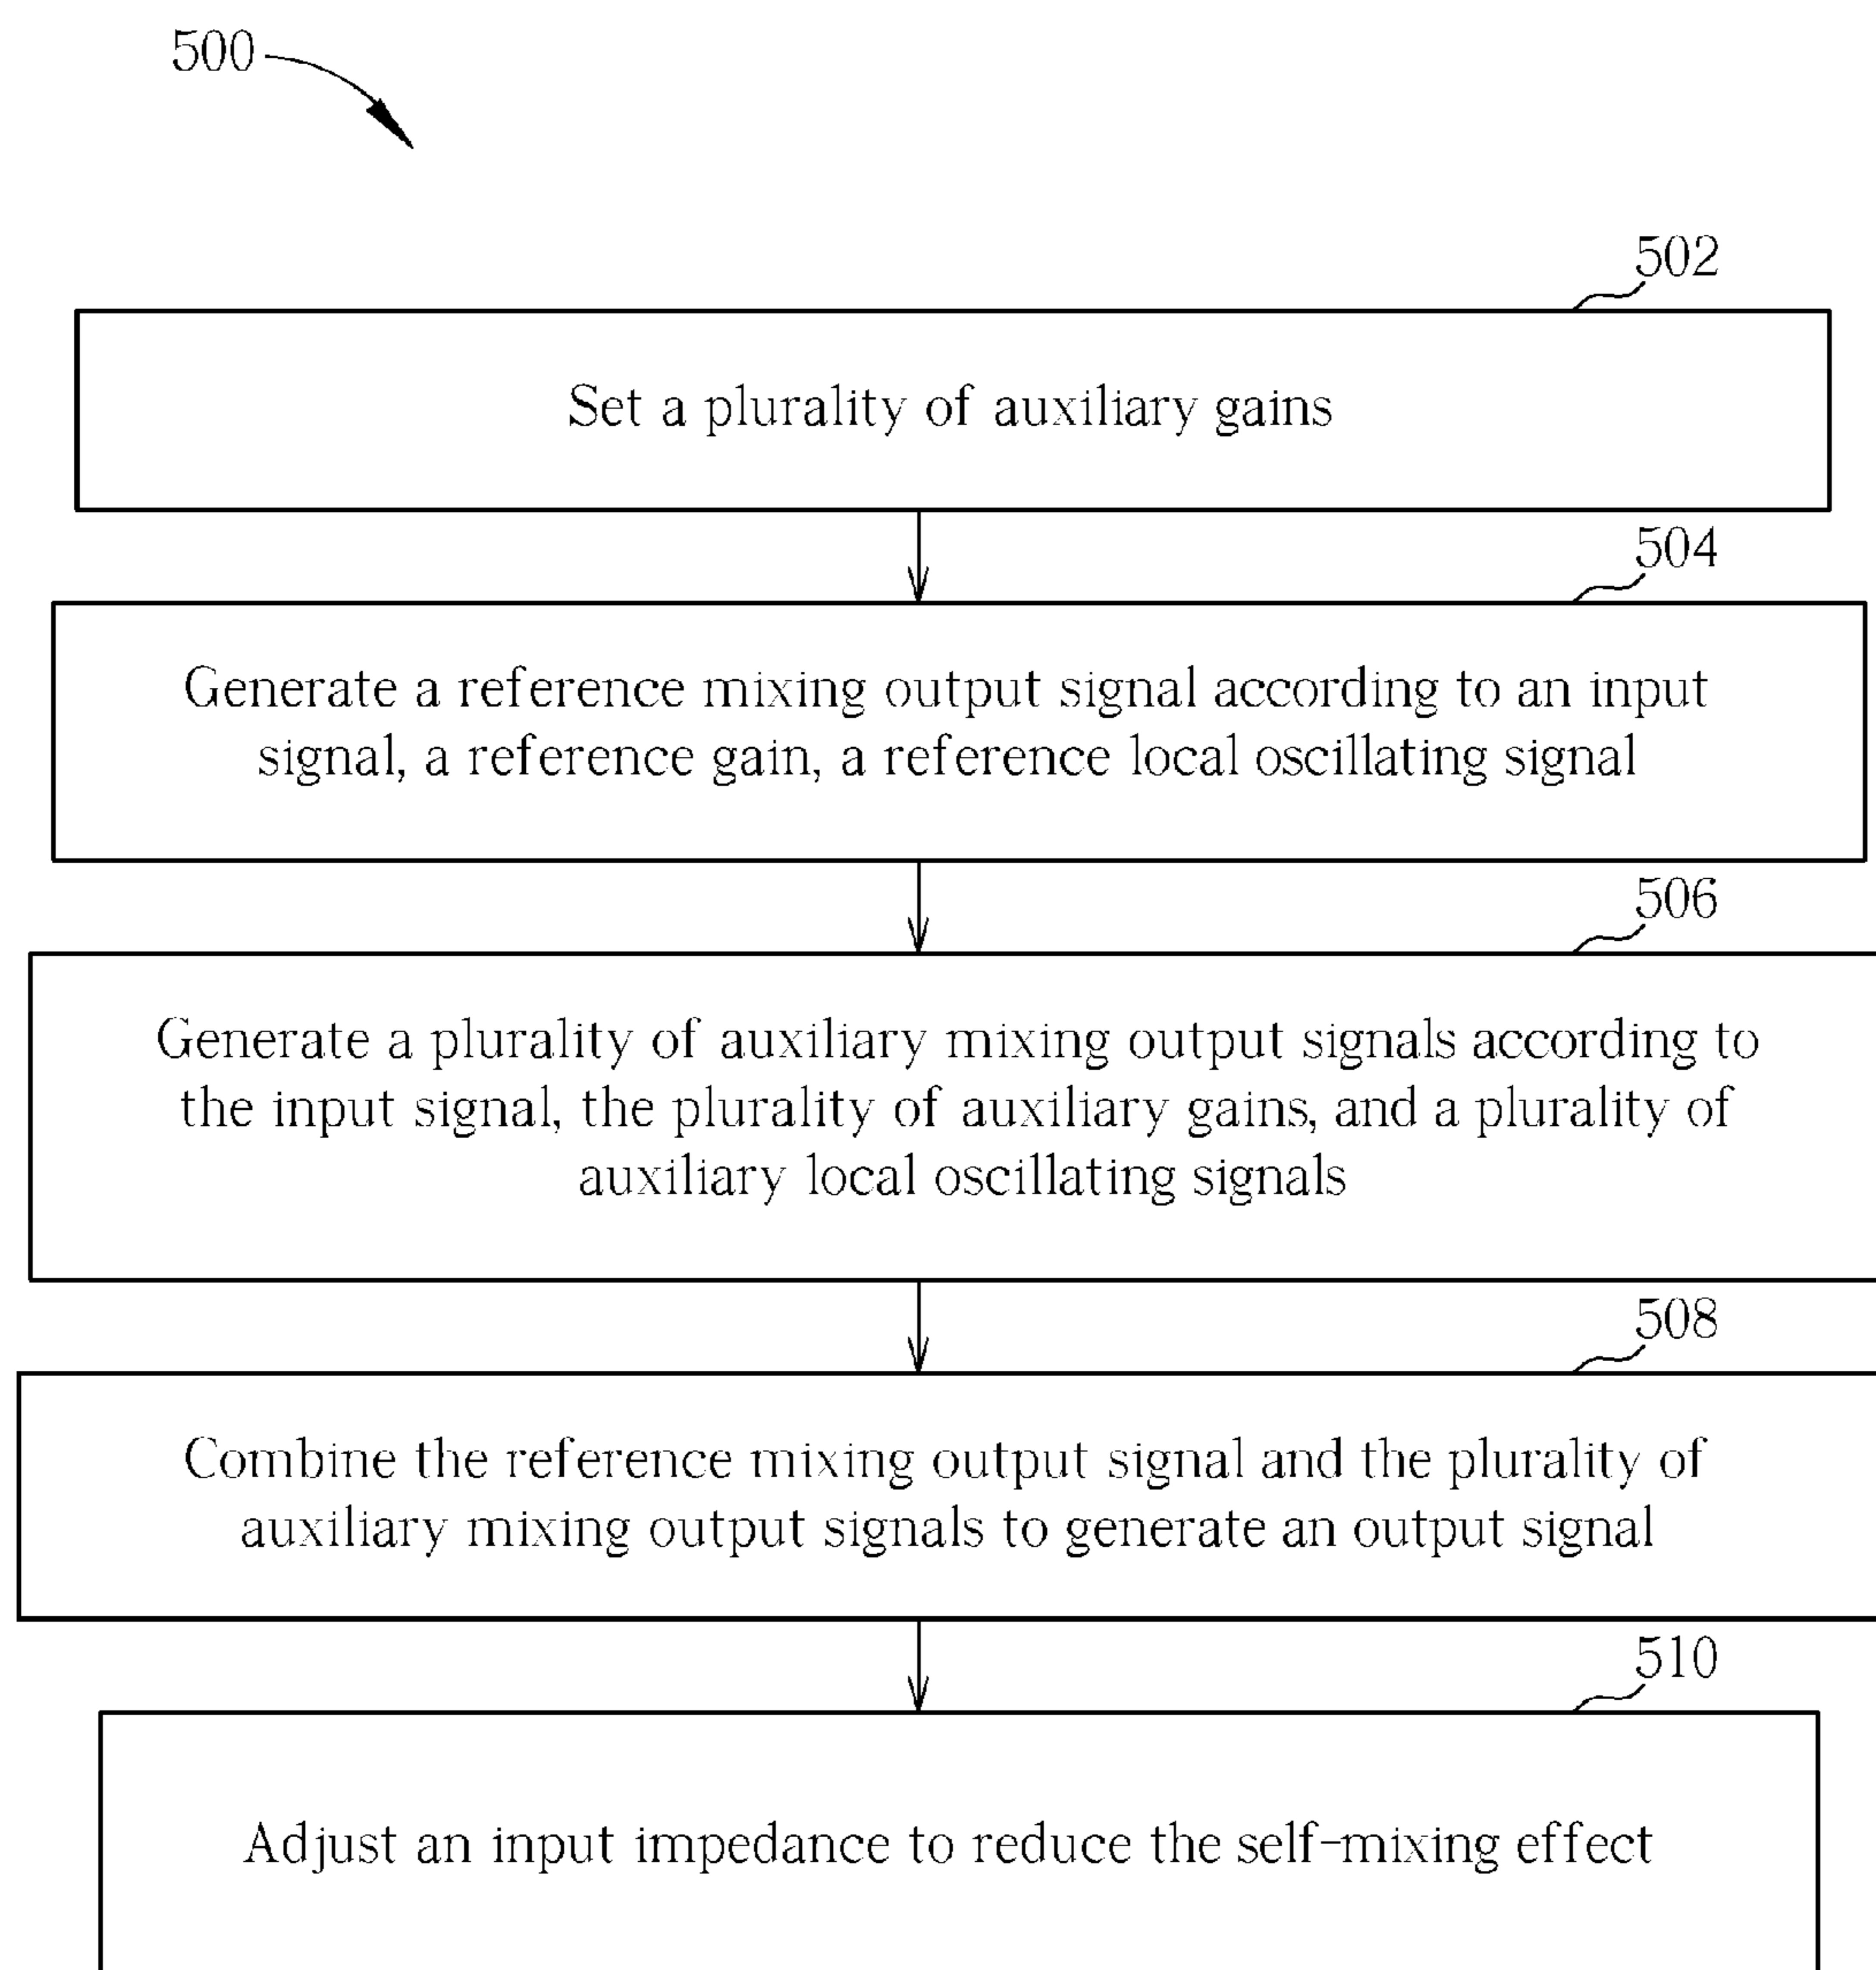 500
502
Set a plurality of auxiliary gains
504
Generate a reference mixing output signal according to an input
signal, a reference gain, a reference local oscillating signal
506
Generate a plurality of auxiliary mixing output signals according to
the input signal, the plurality of auxiliary gains, and a plurality of
auxiliary local oscillating signals
508
Combine the reference mixing output signal and the plurality of
auxiliary mixing output signals to generate an output signal
510
Adjust an input impedance to reduce the self-mixing effect